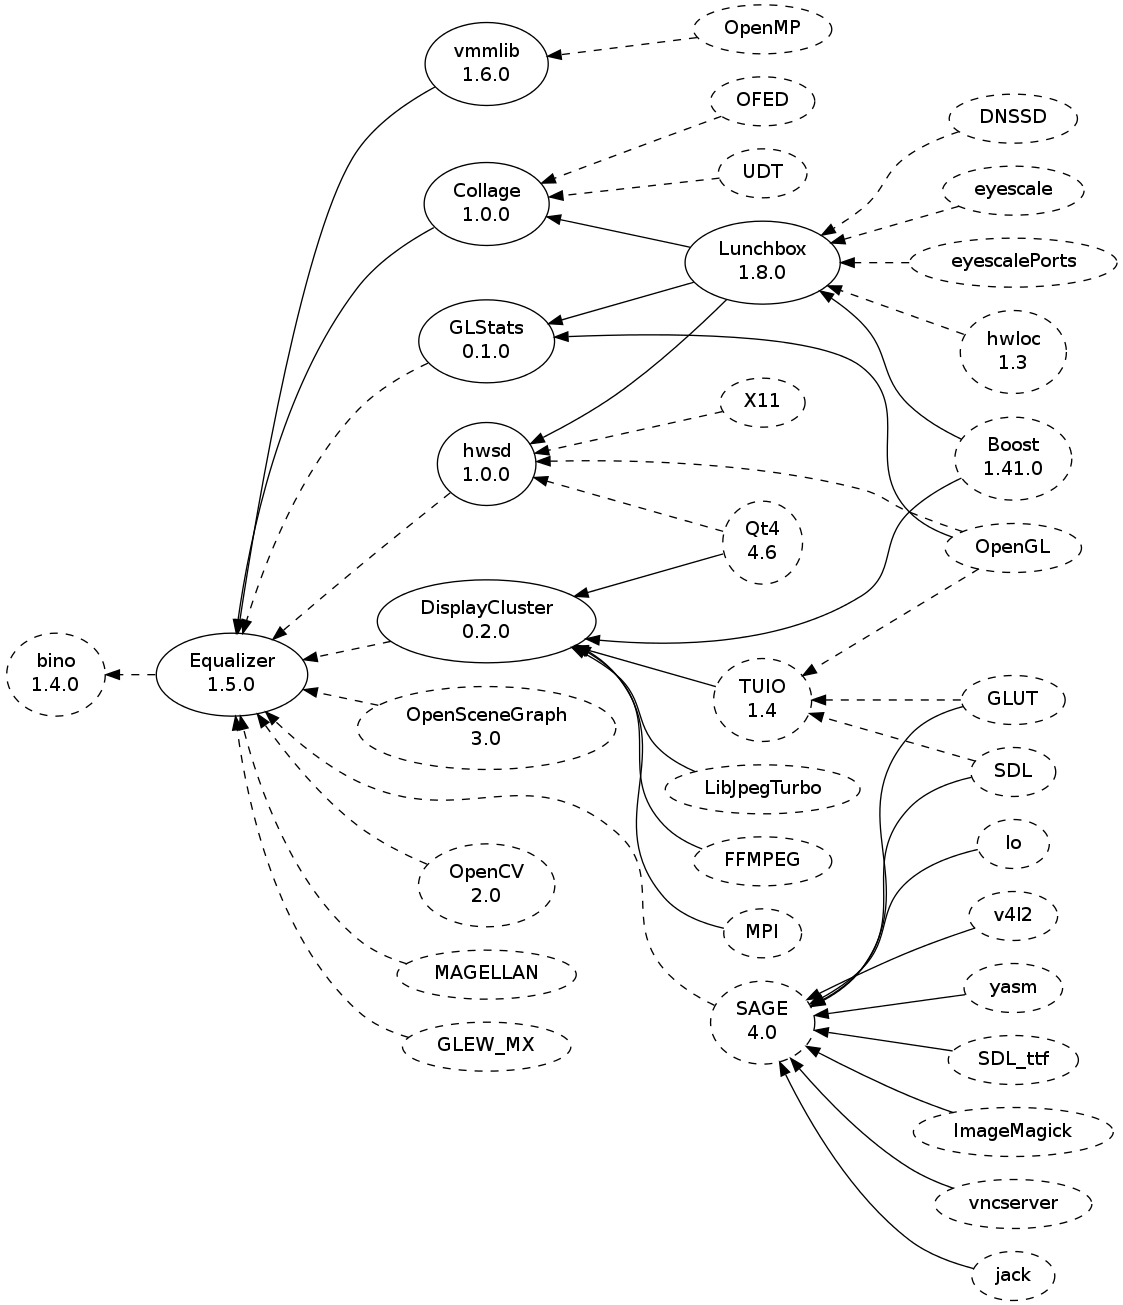 OpenMP
vmmlib
1.6.0
OFED
DNSSD
UDT
eyescale
Collage
1.0.0
Lunchbox
1.8.0
eyescalePorts
GLStats
0.1.0
hwloc
1.3
X11
hwsd
1.0.0
Boost
1.41.0
Qt4
4.6
OpenGL
DisplayCluster
0.2.0
bino
1.4.0
Equalizer
1.5.0
TUIO
1.4
GLUT
OpenSceneGraph
3.0
SDL
LibJpegTurbo
lo
FFMPEG
OpenCV
2.0
v4l2
MPI
MAGELLAN
yasm
SAGE
4.0
GLEW_MX
SDL_ttf
ImageMagick
vncserver
jack